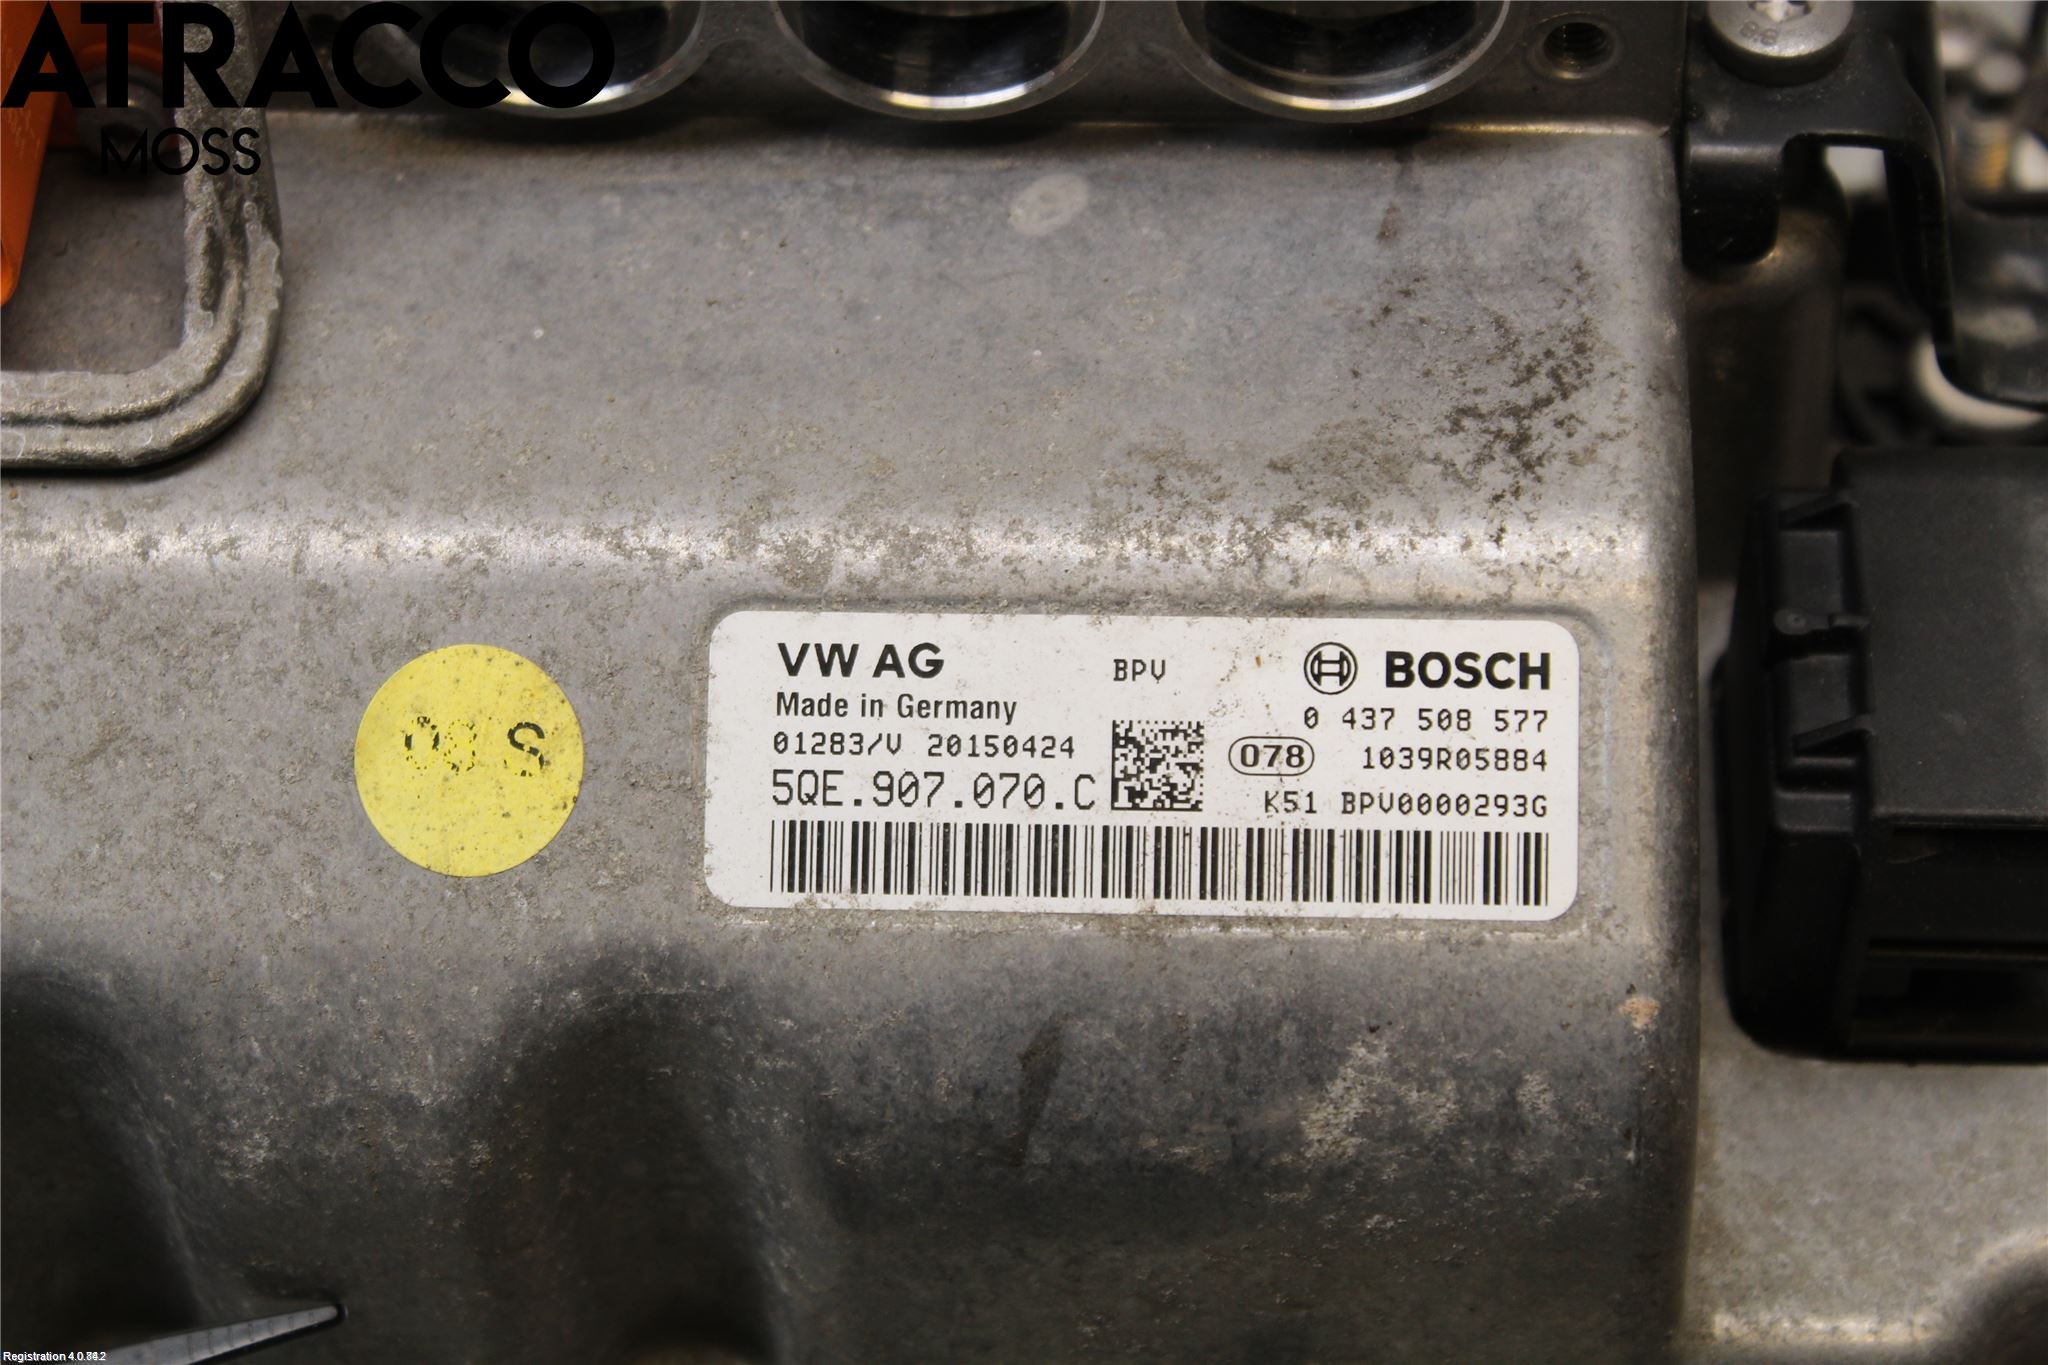 ATRACCO
MOSS
88
VW AG
BPV
BOSCH
Made in Germany
0 437 508 577
01283/V 20150424
078
1039R05884
5QE.907.070.C
K51 BPV0000293G
Registration 4.0.